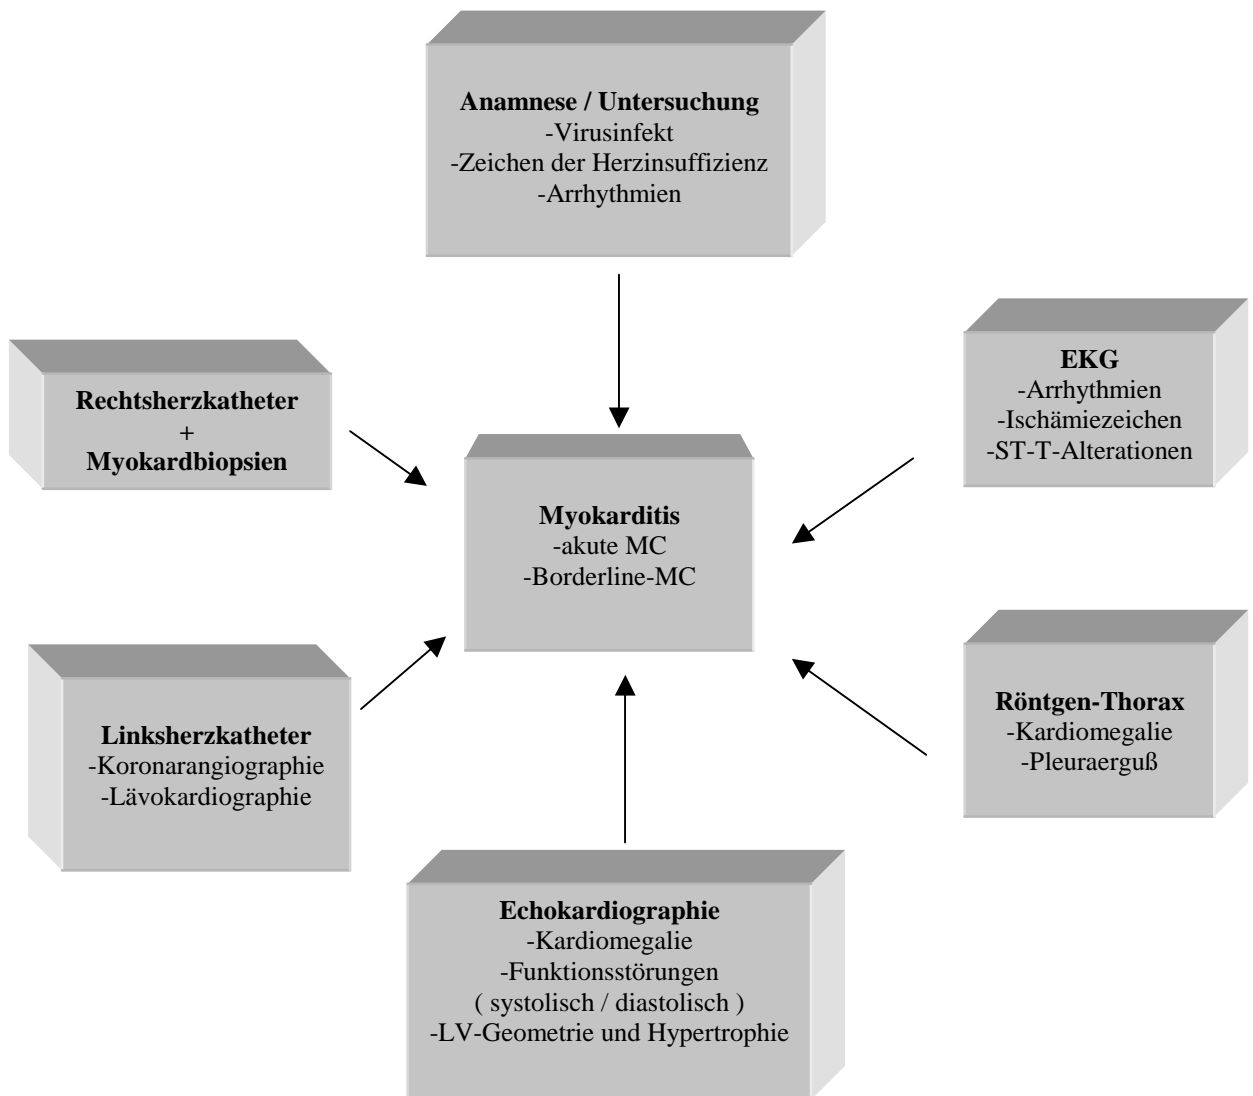 Anamnese / Untersuchung
-Virusinfekt
-Zeichen der Herzinsuffizienz
-Arrhythmien
Rechtsherzkatheter
+
Myokardbiopsien
EKG
-Arrhythmien
-Ischämiezeichen
-ST-T-Alterationen
Myokarditis
-akute MC
-Borderline-MC
Linksherzkatheter
-Koronarangiographie
-Lävokardiographie
Röntgen-Thorax
-Kardiomegalie
-Pleuraerguß
Echokardiographie
-Kardiomegalie
-Funktionsstörungen
( systolisch / diastolisch )
-LV-Geometrie und Hypertrophie